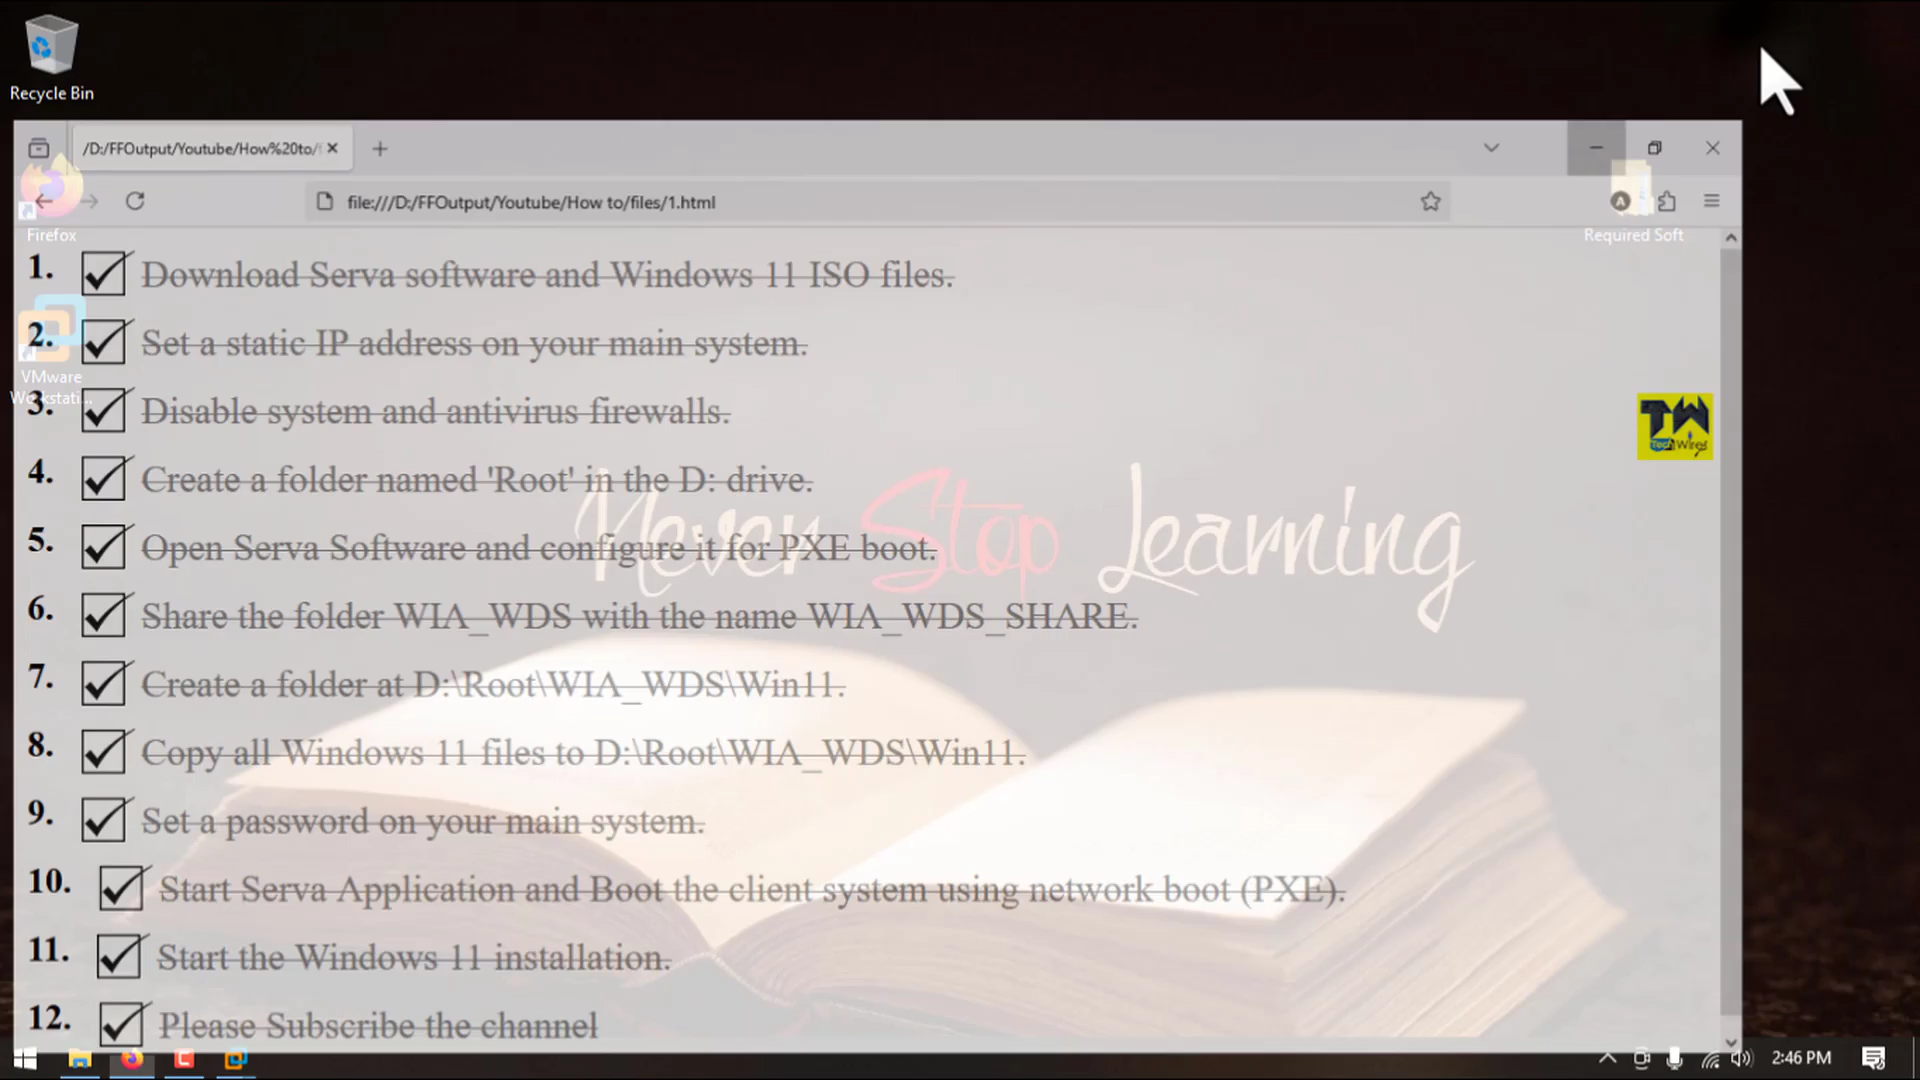 Recycle Bin
/D:/FFOutput/Youtube/How%20to/f
file:///D:/FFOutput/Youtube/How to/files/1.html
Firefox
Required Soft
1. Download Serva software and Windows 11 ISO files.
2. Set a static IP address on your main system.
VMware
Workstati...
3. Disable system and antivirus firewalls.
TW
Tech Wires
4. Create a folder named 'Root' in the D: drive.
Never Stop Learning
5. Open Serva Software and configure it for PXE boot.
6. Share the folder WIA_WDS with the name WIA_WDS_SHARE.
7. Create a folder at D:\Root\WIA_WDS\Win11.
8. Copy all Windows 11 files to D:\Root\WIA_WDS\Win11.
9. Set a password on your main system.
10. Start Serva Application and Boot the client system using network boot (PXE).
11. Start the Windows 11 installation.
12. Please Subscribe the channel
2:46 PM